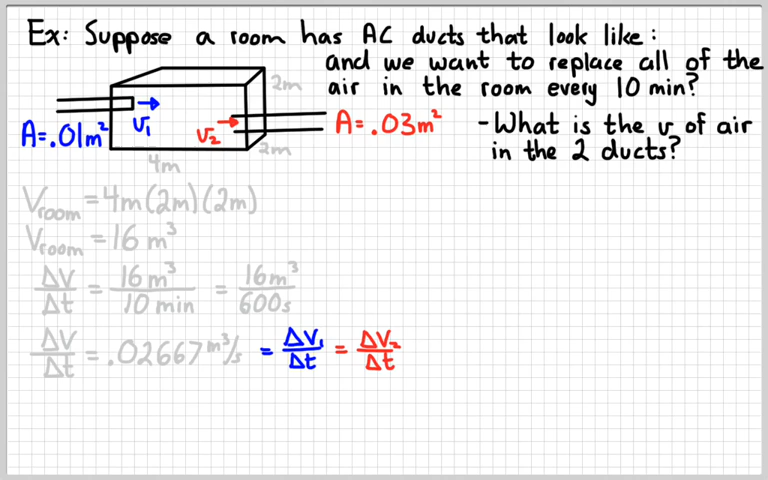 Ex: Suppose a room has AC ducts that look like:
and we want to replace all of the
air in the room every 10 min?
- What is the v of air
in the 2 ducts?
2m
v₁
A=.01m²
v₂
A=.03m²
2m
4m
V_room = 4m(2m)(2m)
V_room = 16 m³
ΔV/Δt = 16 m³/10 min = 16m³/600s
ΔV/Δt = .02667 m³/s = ΔV₁/Δt = ΔV₂/Δt